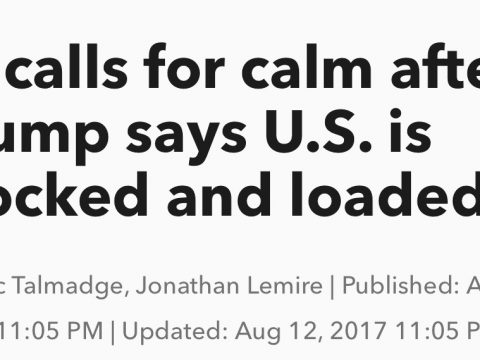 calls for calm afte
ump says U.S. is
ocked and loaded
c Talmadge, Jonathan Lemire | Published: A
11:05 PM | Updated: Aug 12, 2017 11:05 P